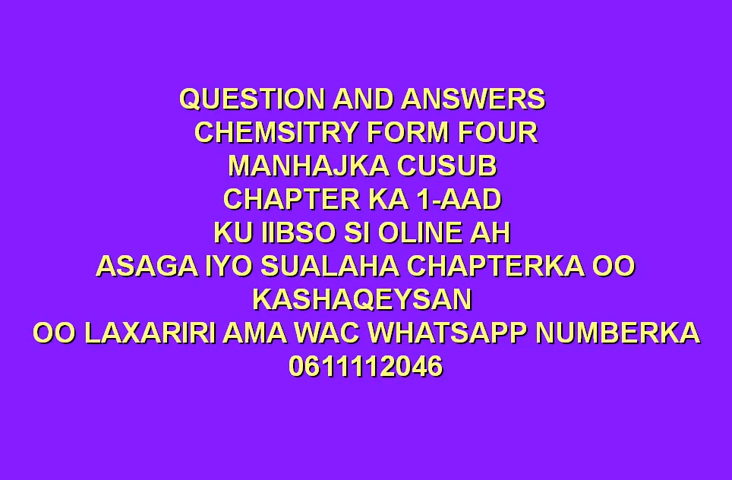 QUESTION AND ANSWERS
CHEMSITRY FORM FOUR
MANHAJKA CUSUB
CHAPTER KA 1-AAD
KU IIBSO SI OLINE AH
ASAGA IYO SUALAHA CHAPTERKA OO
KASHAQEYSAN
OO LAXARIRI AMA WAC WHATSAPP NUMBERKA
0611112046